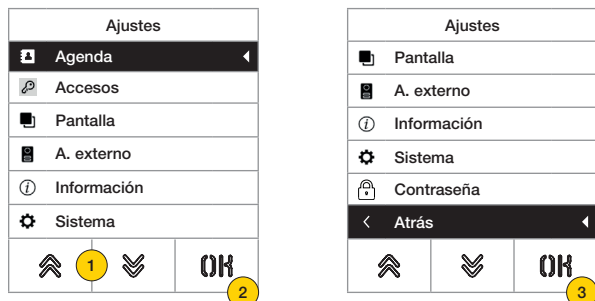 Ajustes
Agenda
Accesos
Pantalla
A. externo
Información
Sistema
1
OK
2
Ajustes
Pantalla
A. externo
Información
Sistema
Contraseña
Atrás
OK
3